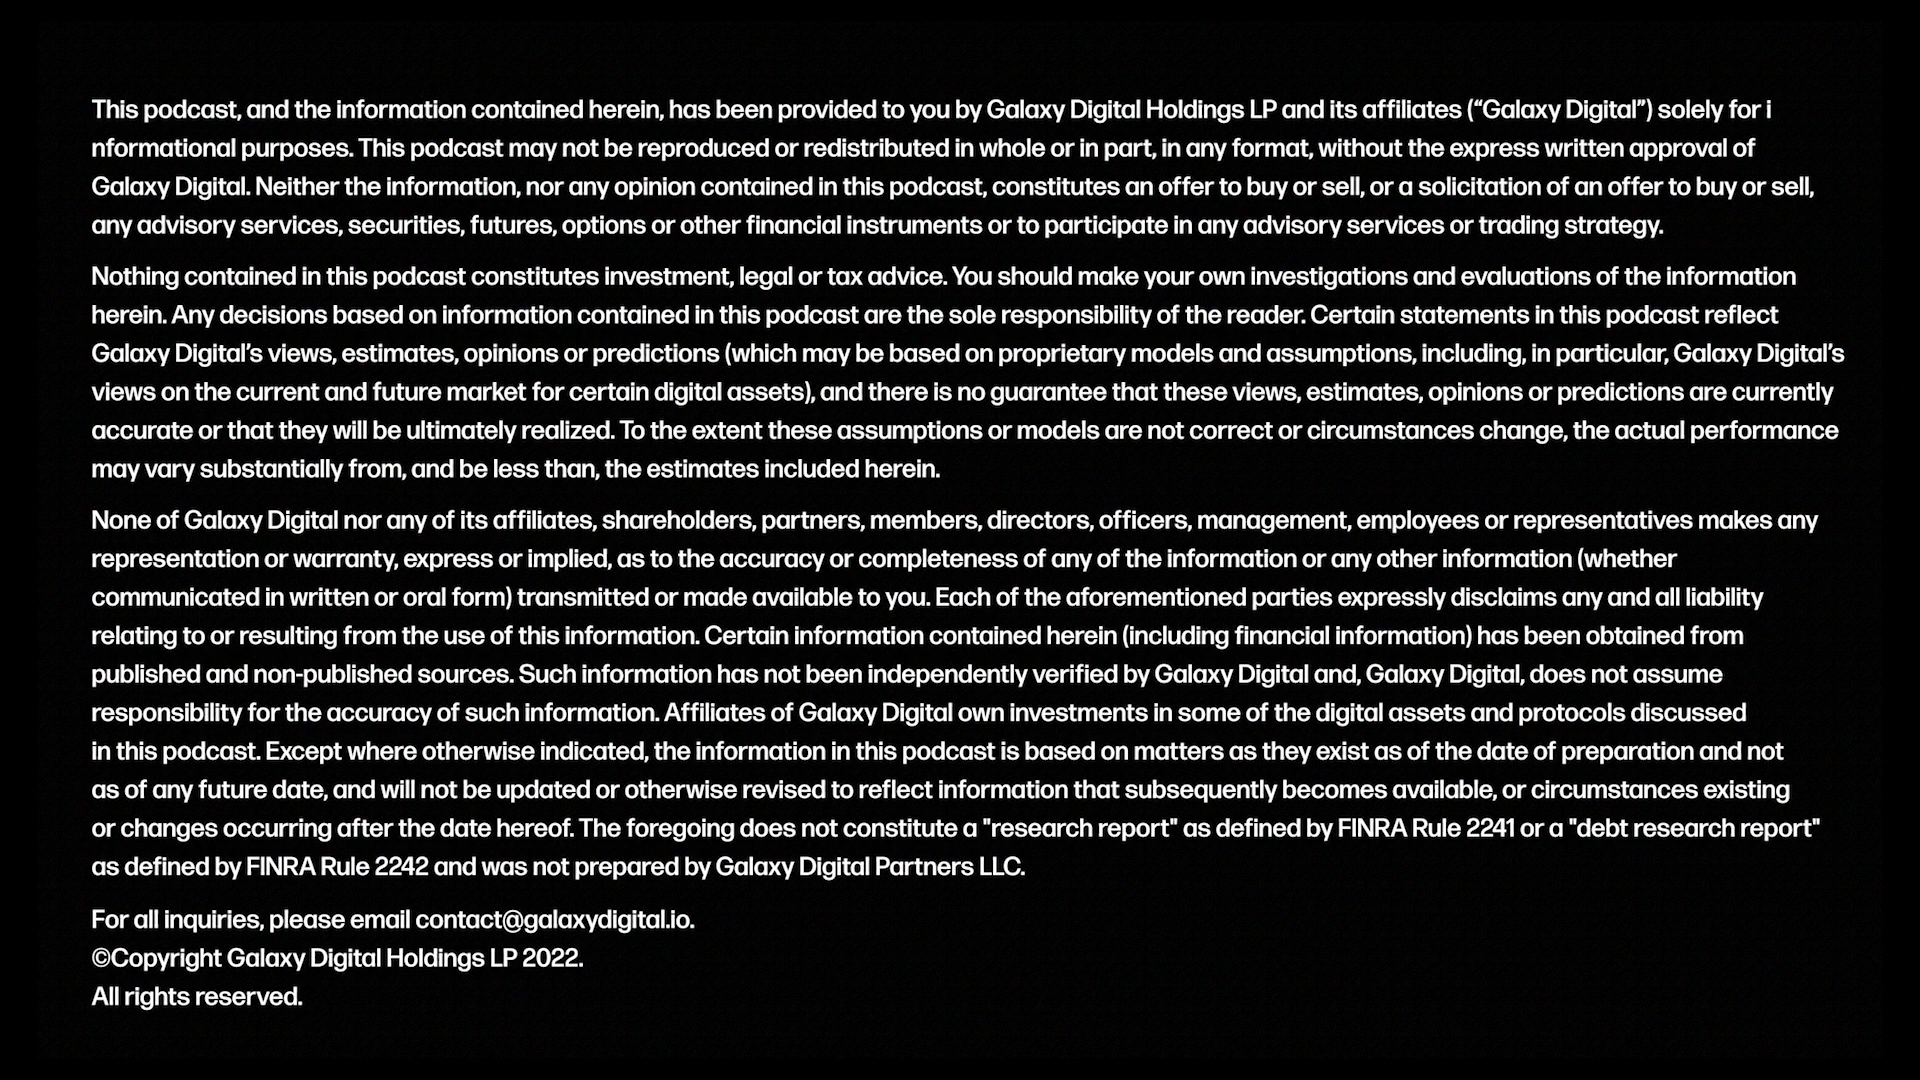 This podcast, and the information contained herein, has been provided to you by Galaxy Digital Holdings LP and its affiliates (“Galaxy Digital”) solely for i
nformational purposes. This podcast may not be reproduced or redistributed in whole or in part, in any format, without the express written approval of
Galaxy Digital. Neither the information, nor any opinion contained in this podcast, constitutes an offer to buy or sell, or a solicitation of an offer to buy or sell,
any advisory services, securities, futures, options or other financial instruments or to participate in any advisory services or trading strategy.
Nothing contained in this podcast constitutes investment, legal or tax advice. You should make your own investigations and evaluations of the information
herein. Any decisions based on information contained in this podcast are the sole responsibility of the reader. Certain statements in this podcast reflect
Galaxy Digital’s views, estimates, opinions or predictions (which may be based on proprietary models and assumptions, including, in particular, Galaxy Digital’s
views on the current and future market for certain digital assets), and there is no guarantee that these views, estimates, opinions or predictions are currently
accurate or that they will be ultimately realized. To the extent these assumptions or models are not correct or circumstances change, the actual performance
may vary substantially from, and be less than, the estimates included herein.
None of Galaxy Digital nor any of its affiliates, shareholders, partners, members, directors, officers, management, employees or representatives makes any
representation or warranty, express or implied, as to the accuracy or completeness of any of the information or any other information (whether
communicated in written or oral form) transmitted or made available to you. Each of the aforementioned parties expressly disclaims any and all liability
relating to or resulting from the use of this information. Certain information contained herein (including financial information) has been obtained from
published and non-published sources. Such information has not been independently verified by Galaxy Digital and, Galaxy Digital, does not assume
responsibility for the accuracy of such information. Affiliates of Galaxy Digital own investments in some of the digital assets and protocols discussed
in this podcast. Except where otherwise indicated, the information in this podcast is based on matters as they exist as of the date of preparation and not
as of any future date, and will not be updated or otherwise revised to reflect information that subsequently becomes available, or circumstances existing
or changes occurring after the date hereof. The foregoing does not constitute a "research report" as defined by FINRA Rule 2241 or a "debt research report"
as defined by FINRA Rule 2242 and was not prepared by Galaxy Digital Partners LLC.
For all inquiries, please email contact@galaxydigital.io.
©Copyright Galaxy Digital Holdings LP 2022.
All rights reserved.